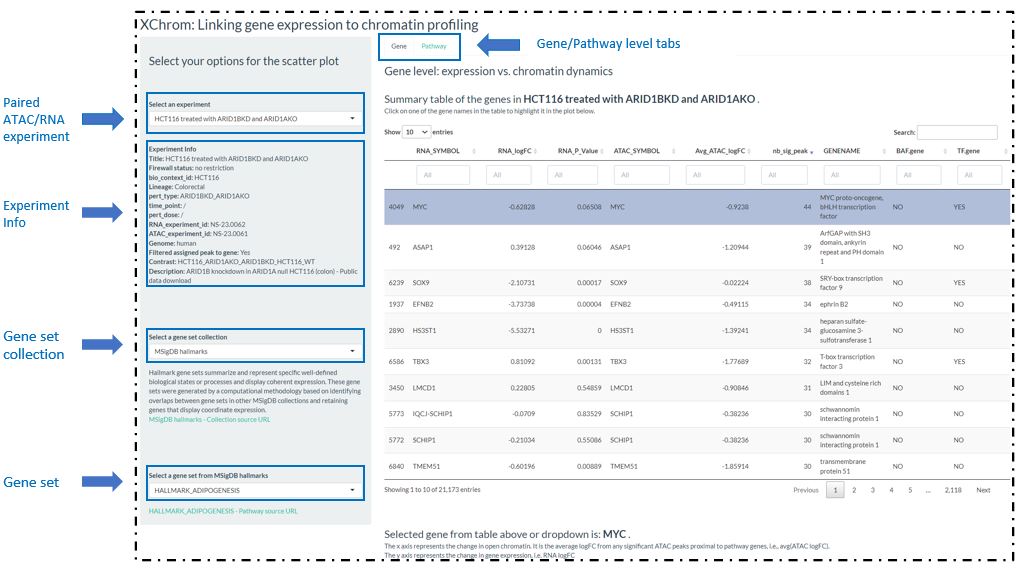 XChrom: Linking gene expression to chromatin profiling
Gene Pathway
Gene/Pathway level tabs
Select your options for the scatter plot
Paired
ATAC/RNA
experiment
Select an experiment
HCT116 treated with ARID1BKD and ARID1AKO
Experiment
Info
Experiment Info
Title: HCT116 treated with ARID1BKD and ARID1AKO
Firewall status: no restriction
bio_context_id: HCT116
Lineage: Colorectal
pert_type: ARID1BKD_ARID1AKO
time_point: /
pert_dose: /
RNA_experiment_id: NS-23.0062
ATAC_experiment_id: NS-23.0061
Genome: human
Filtered assigned peak to gene: Yes
Contrast: HCT116_ARID1AKO_ARID1BKD_HCT116_WT
Description: ARID1B knockdown in ARID1A null HCT116 (colon) - Public
data download
Gene set
collection
Select a gene set collection
MSigDB hallmarks
Hallmark gene sets summarize and represent specific well-defined
biological states or processes and display coherent expression. These gene
sets were generated by a computational methodology based on identifying
overlaps between gene sets in other MSigDB collections and retaining
genes that display coordinate expression.
MSigDB hallmarks - Collection source URL
Gene set
Select a gene set from MSigDB hallmarks
HALLMARK_ADIPOGENESIS
HALLMARK_ADIPOGENESIS - Pathway source URL
Gene level: expression vs. chromatin dynamics
Summary table of the genes in HCT116 treated with ARID1BKD and ARID1AKO .
Click on one of the gene names in the table to highlight it in the plot below.
Show 10 entries
Search:
RNA_SYMBOL RNA_logFC RNA_P_Value ATAC_SYMBOL Avg_ATAC_logFC nb_sig_peak GENENAME BAF.gene TF.gene
All All All All All All All All All
4049 MYC -0.62828 0.06508 MYC -0.9238 44 MYC proto-oncogene, bHLH transcription factor NO YES
492 ASAP1 0.39128 0.06046 ASAP1 -1.20944 39 ArfGAP with SH3 domain, ankyrin repeat and PH domain 1 NO NO
6239 SOX9 -2.10731 0.00017 SOX9 -0.02224 38 SRY-box transcription factor 9 NO YES
1937 EFNB2 -3.73738 0.00004 EFNB2 -0.49115 34 ephrin B2 NO NO
2890 HS3ST1 -5.53271 0 HS3ST1 -1.39241 34 heparan sulfate-glucosamine 3-sulfotransferase 1 NO NO
6586 TBX3 0.81092 0.00131 TBX3 -1.77689 32 T-box transcription factor 3 NO YES
3450 LMCD1 0.22805 0.54859 LMCD1 -0.90846 31 LIM and cysteine rich domains 1 NO NO
5773 IQCJ-SCHIP1 -0.0709 0.83529 SCHIP1 -0.38236 30 schwannomin interacting protein 1 NO NO
5772 SCHIP1 -0.21034 0.55086 SCHIP1 -0.38236 30 schwannomin interacting protein 1 NO NO
6840 TMEM51 -0.60196 0.00889 TMEM51 -1.85914 30 transmembrane protein 51 NO NO
Showing 1 to 10 of 21,173 entries
Previous 1 2 3 4 5 ... 2,118 Next
Selected gene from table above or dropdown is: MYC .
The x axis represents the change in open chromatin. It is the average logFC from any significant ATAC peaks proximal to pathway genes, i.e., avg(ATAC logFC).
The y axis represents the change in gene expression, i.e. RNA logFC